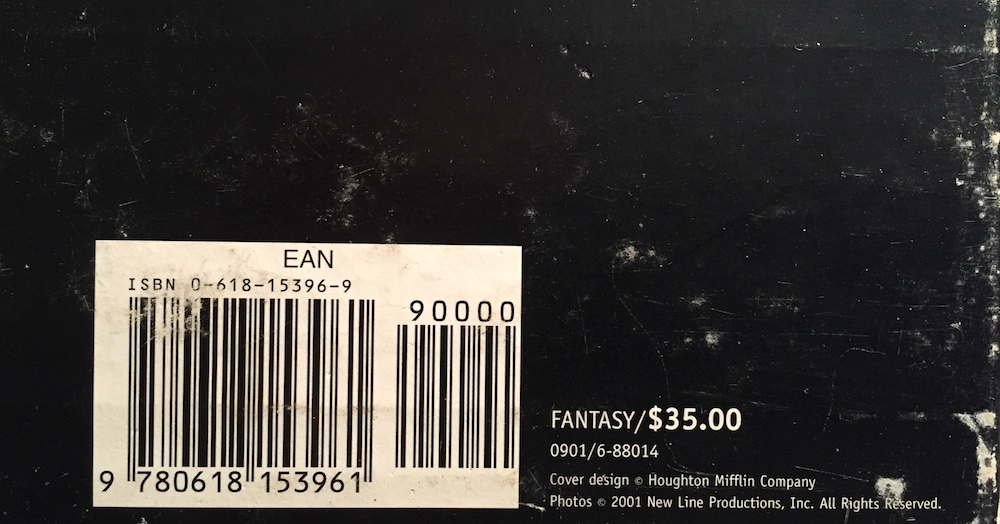 EAN
ISBN 0-618-15396-9
90000
9 780618 153961
FANTASY/$35.00
0901/6-88014
Cover design © Houghton Mifflin Company
Photos © 2001 New Line Productions, Inc. All Rights Reserved.